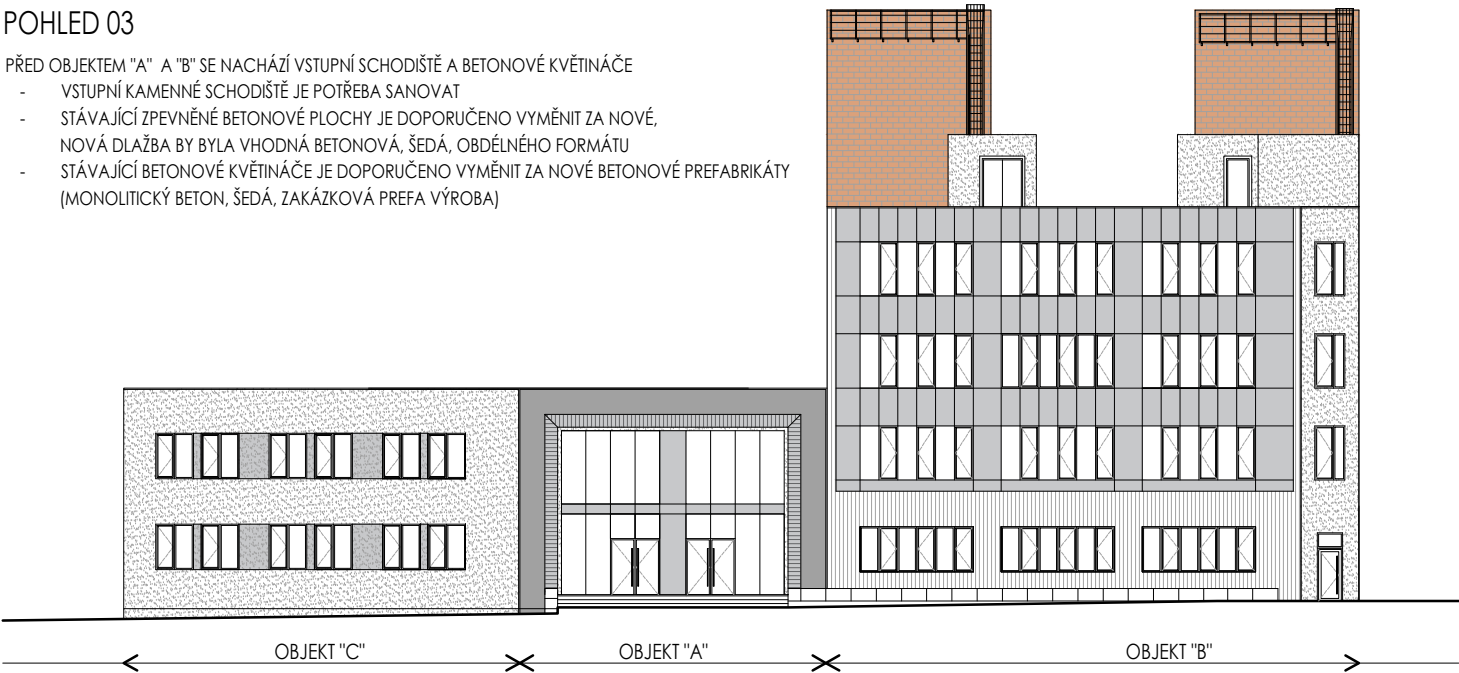 POHLED 03
PŘED OBJEKTEM "A" A "B" SE NACHÁZÍ VSTUPNÍ SCHODIŠTĚ A BETONOVÉ KVĚTINÁČE
- VSTUPNÍ KAMENNÉ SCHODIŠTĚ JE POTŘEBA SANOVAT
- STÁVAJÍCÍ ZPEVNĚNÉ BETONOVÉ PLOCHY JE DOPORUČENO VYMĚNIT ZA NOVÉ,
NOVÁ DLAŽBA BY BYLA VHODNÁ BETONOVÁ, ŠEDÁ, OBDÉLNÉHO FORMÁTU
- STÁVAJÍCÍ BETONOVÉ KVĚTINÁČE JE DOPORUČENO VYMĚNIT ZA NOVÉ BETONOVÉ PREFABRIKÁTY
(MONOLITICKÝ BETON, ŠEDÁ, ZAKÁZKOVÁ PREFA VÝROBA)
OBJEKT "C" OBJEKT "A" OBJEKT "B"